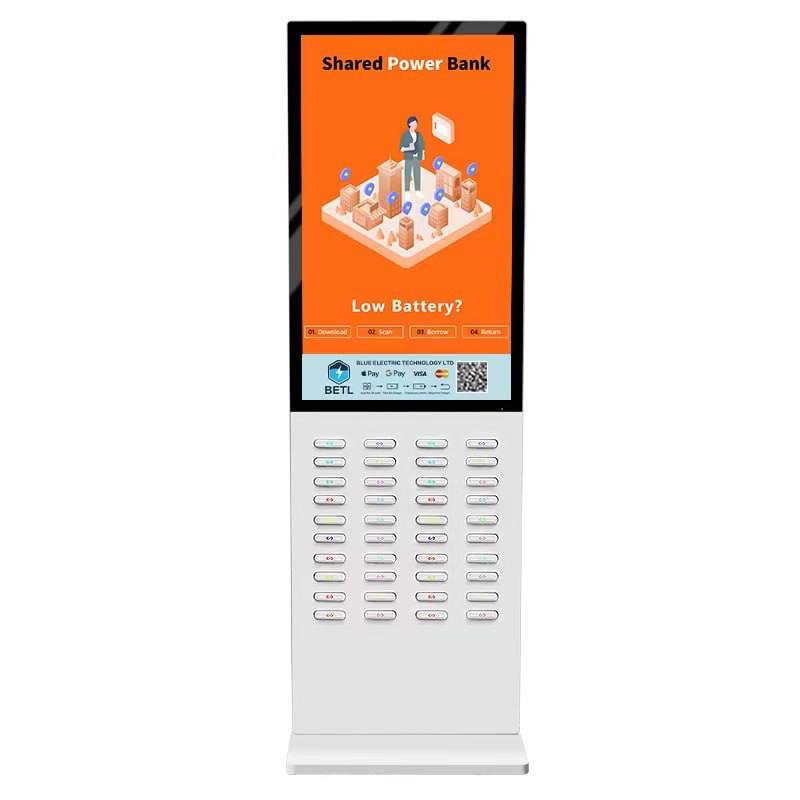 Shared Power Bank
Low Battery?
01. Download
02. Scan
03. Borrow
04. Return
BLUE ELECTRIC TECHNOLOGY LTD
Pay
G Pay
VISA
BETL